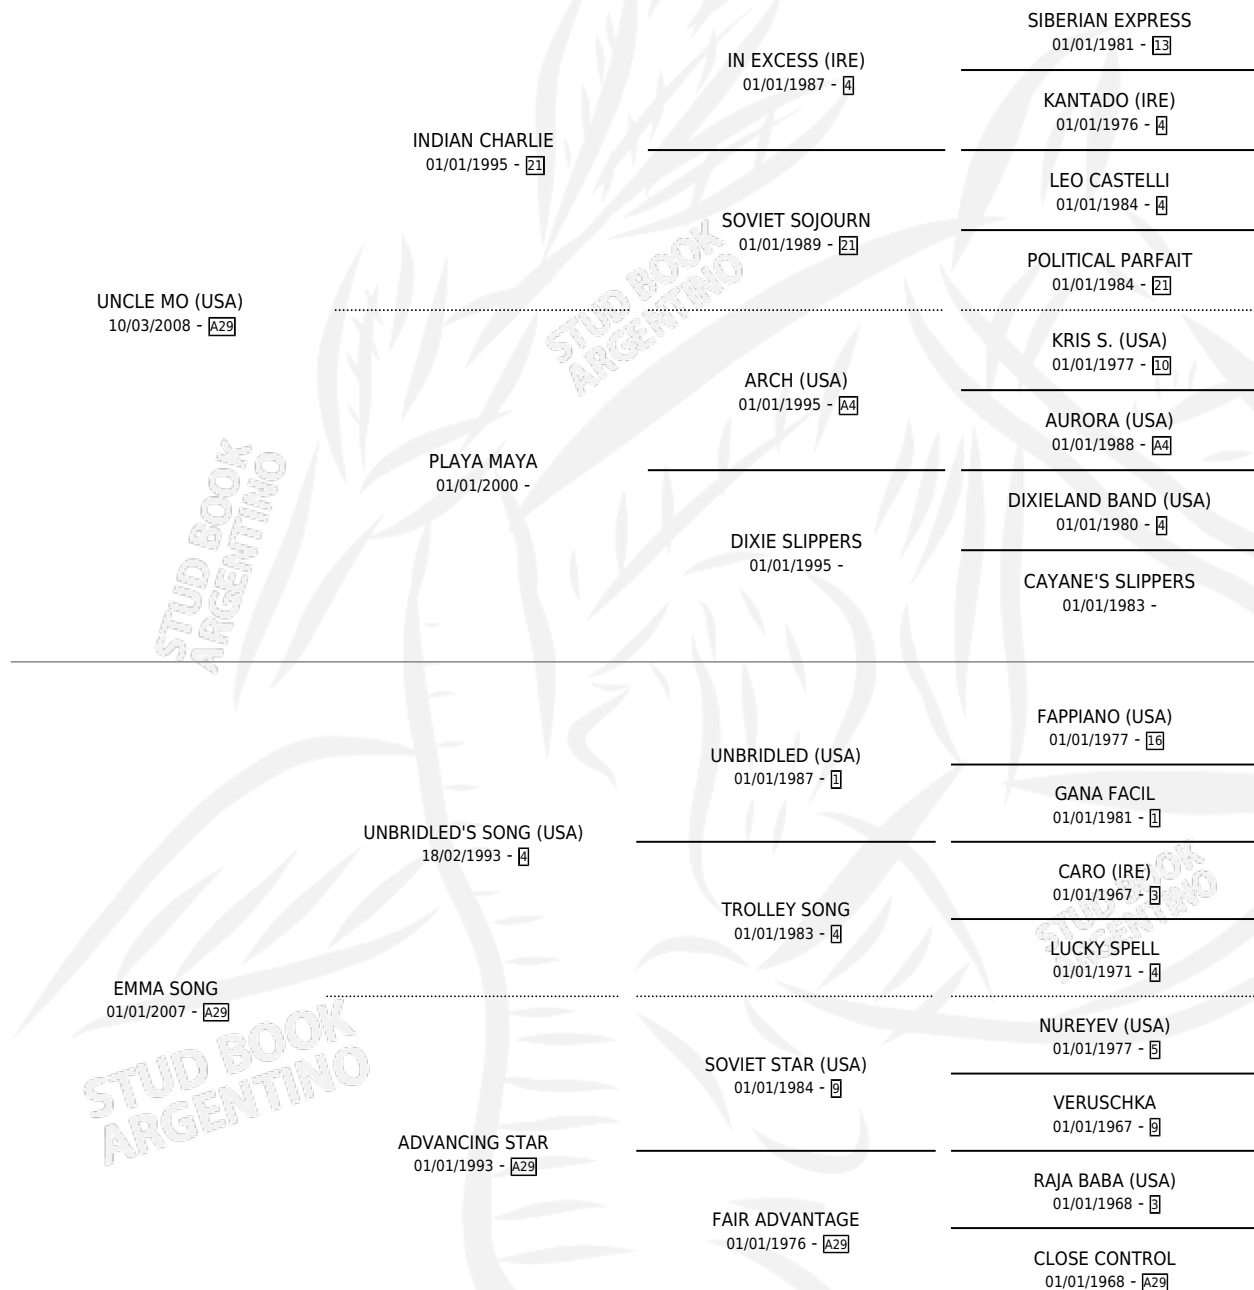 SIBERIAN EXPRESS
01/01/1981 - 13
IN EXCESS (IRE)
01/01/1987 - 4
KANTADO (IRE)
01/01/1976 - 4
INDIAN CHARLIE
01/01/1995 - 21
LEO CASTELLI
01/01/1984 - 4
SOVIET SOJOURN
01/01/1989 - 21
POLITICAL PARFAIT
01/01/1984 - 21
UNCLE MO (USA)
10/03/2008 - A29
KRIS S. (USA)
01/01/1977 - 10
ARCH (USA)
01/01/1995 - A4
AURORA (USA)
01/01/1988 - A4
PLAYA MAYA
01/01/2000 -
DIXIELAND BAND (USA)
01/01/1980 - 4
DIXIE SLIPPERS
01/01/1995 -
CAYANE'S SLIPPERS
01/01/1983 -
FAPPIANO (USA)
01/01/1977 - 16
UNBRIDLED (USA)
01/01/1987 - 1
GANA FACIL
01/01/1981 - 1
UNBRIDLED'S SONG (USA)
18/02/1993 - 4
CARO (IRE)
01/01/1967 - 3
TROLLEY SONG
01/01/1983 - 4
LUCKY SPELL
01/01/1971 - 4
EMMA SONG
01/01/2007 - A29
NUREYEV (USA)
01/01/1977 - 5
SOVIET STAR (USA)
01/01/1984 - 9
VERUSCHKA
01/01/1967 - 9
ADVANCING STAR
01/01/1993 - A29
RAJA BABA (USA)
01/01/1968 - 3
FAIR ADVANTAGE
01/01/1976 - A29
CLOSE CONTROL
01/01/1968 - A29
STUD BOOK
ARGENTINO
STUD BOOK
ARGENTINO
STUD BOOK
ARGENTINO
STUD BOOK
ARGENTINO